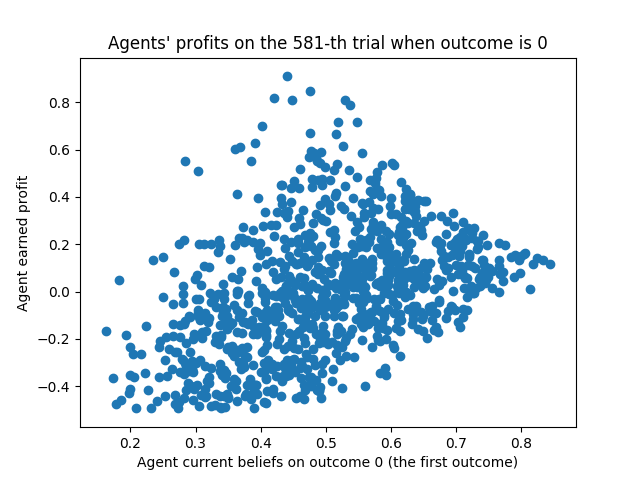 Agents' profits on the 581-th trial when outcome is 0
Agent earned profit
0.8
0.6
0.4
0.2
0.0
−0.2
−0.4
0.2 0.3 0.4 0.5 0.6 0.7 0.8
Agent current beliefs on outcome 0 (the first outcome)